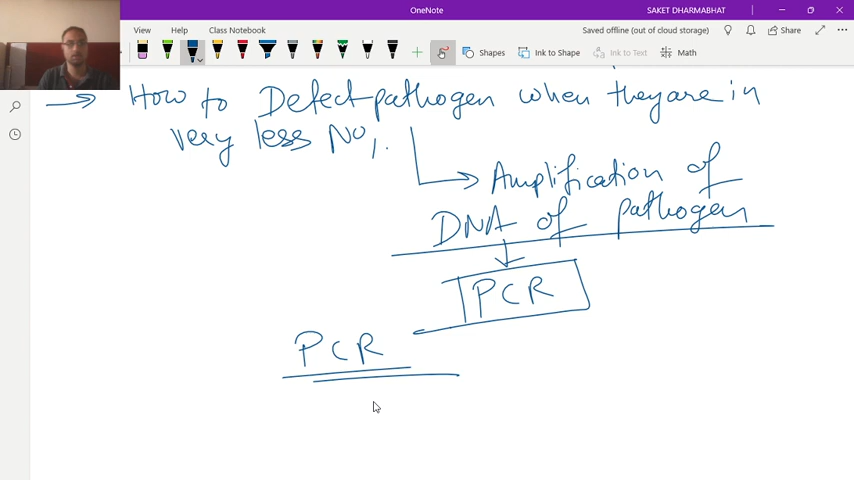 OneNote
SAKET DHARMABHAT
View Help Class Notebook
Saved offline (out of cloud storage)
Share
Shapes
Ink to Shape
Ink to Text
Math
How to Detect pathogen when they are in
very less No,.
Amplification of
DNA of pathogen
PCR
PCR